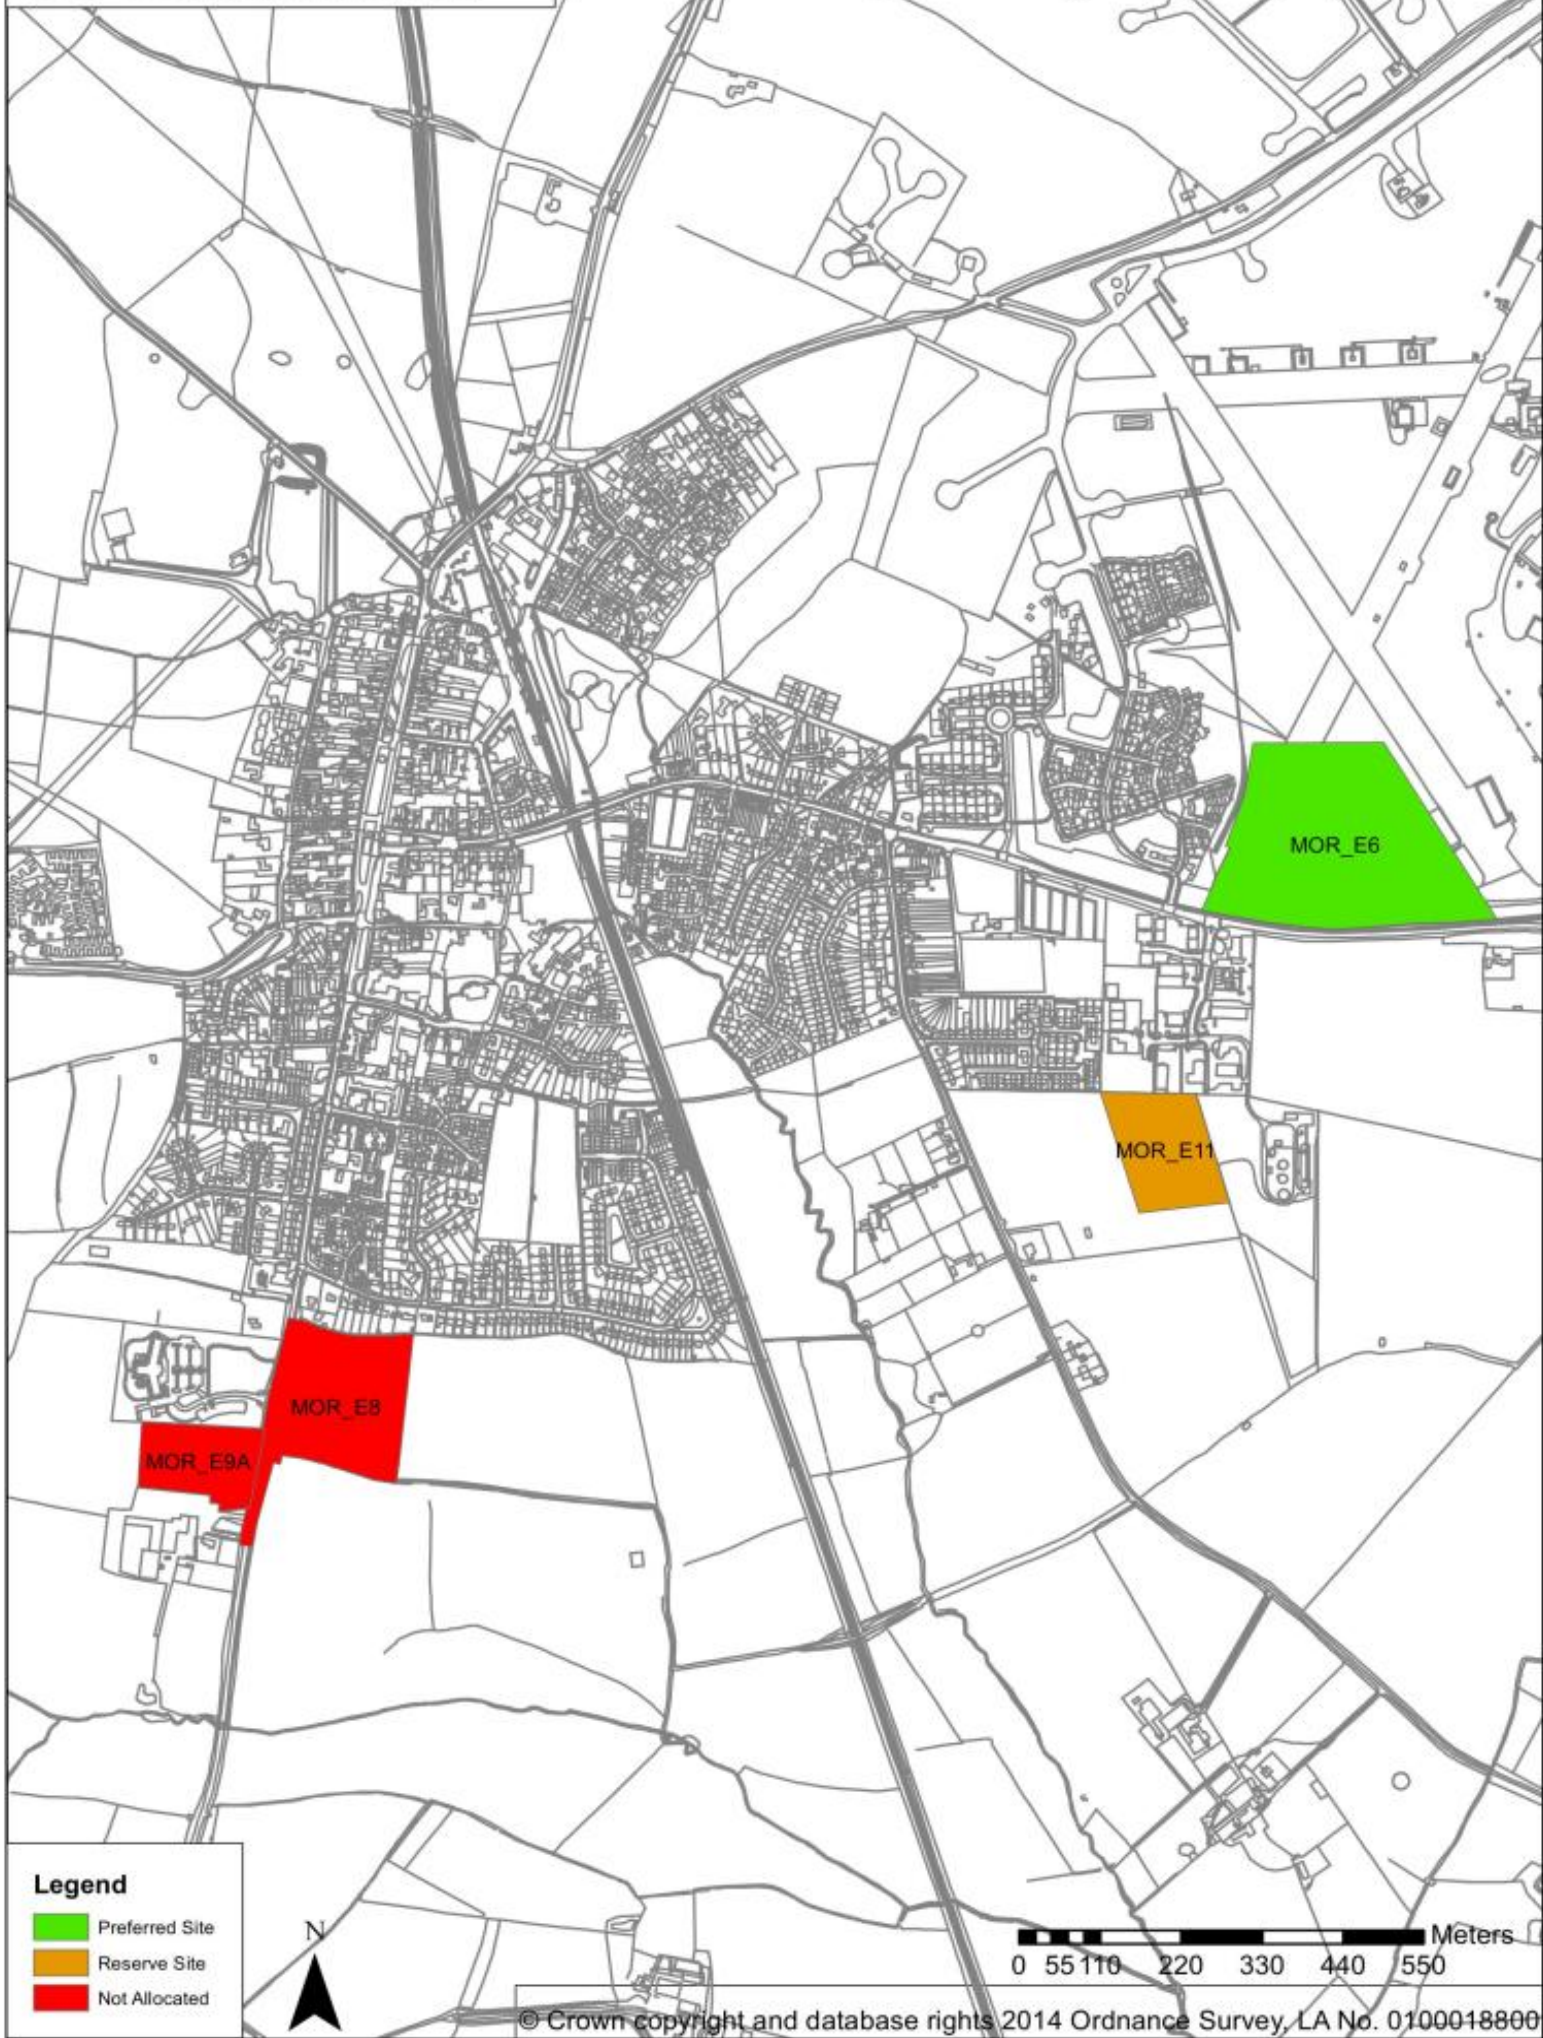 MOR_E6
MOR_E11
MOR_E8
MOR_E9A
Legend
Preferred Site
Reserve Site
Not Allocated
N
Meters
0 55 110 220 330 440 550
© Crown copyright and database rights 2014 Ordnance Survey, LA No. 0100018800